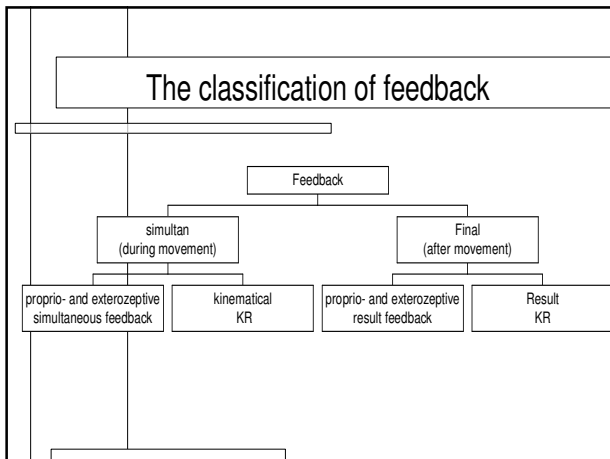 The classification of feedback
Feedback
simultan
(during movement)
Final
(after movement)
proprio- and exterozeptive
simultaneous feedback
kinematical
KR
proprio- and exterozeptive
result feedback
Result
KR